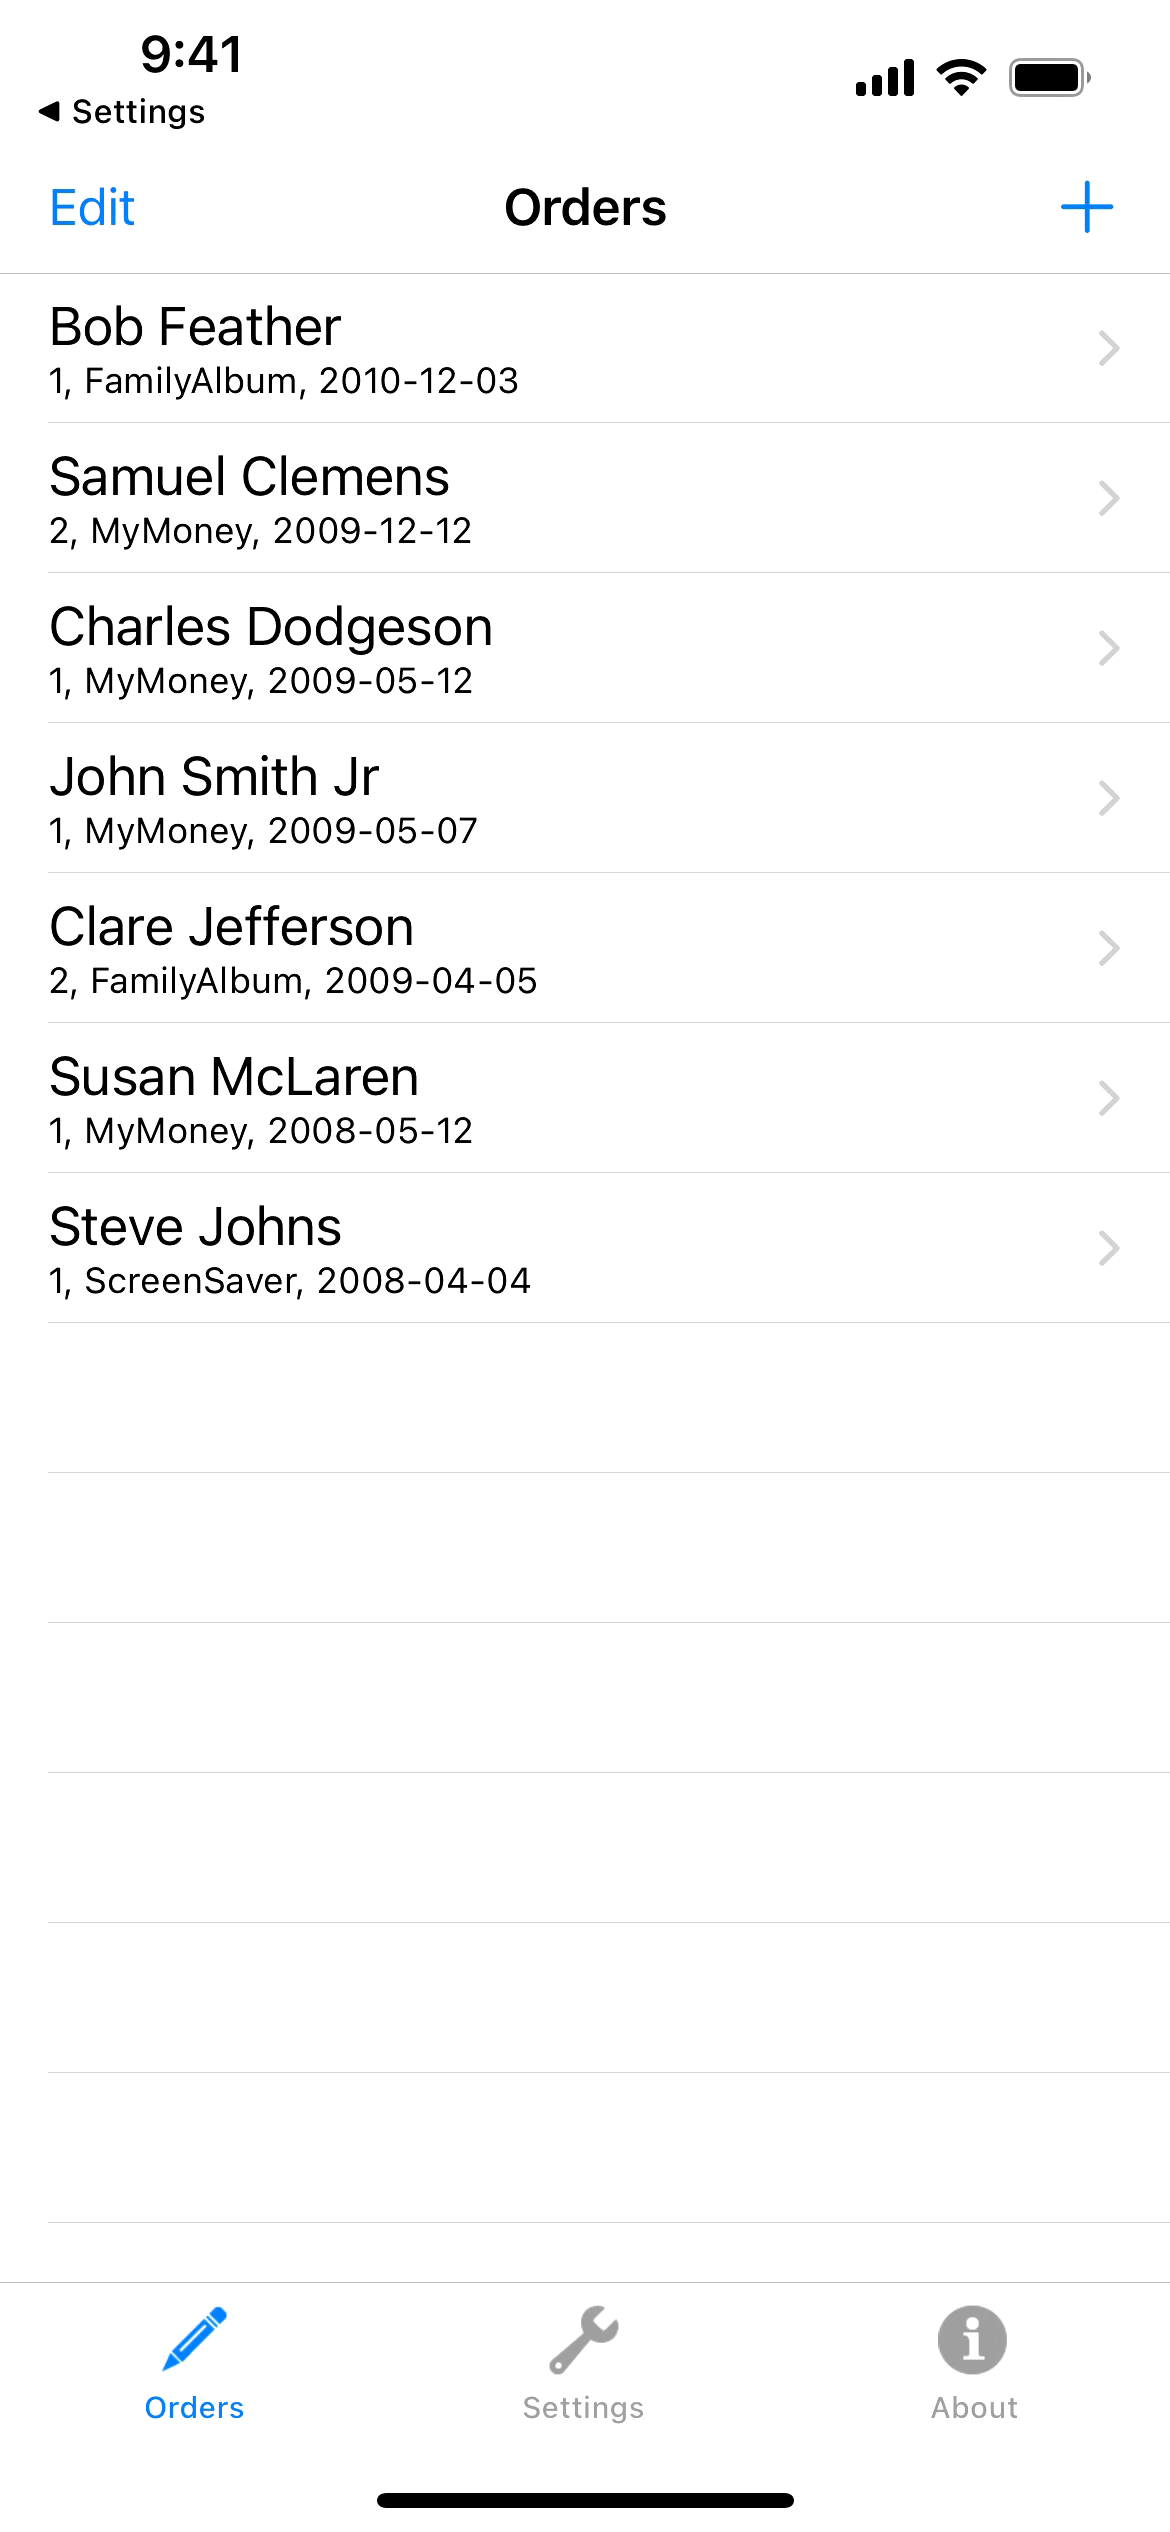 9:41
Settings
Edit
Orders
Bob Feather
1, FamilyAlbum, 2010-12-03
Samuel Clemens
2, MyMoney, 2009-12-12
Charles Dodgeson
1, MyMoney, 2009-05-12
John Smith Jr
1, MyMoney, 2009-05-07
Clare Jefferson
2, FamilyAlbum, 2009-04-05
Susan McLaren
1, MyMoney, 2008-05-12
Steve Johns
1, ScreenSaver, 2008-04-04
Orders
Settings
About